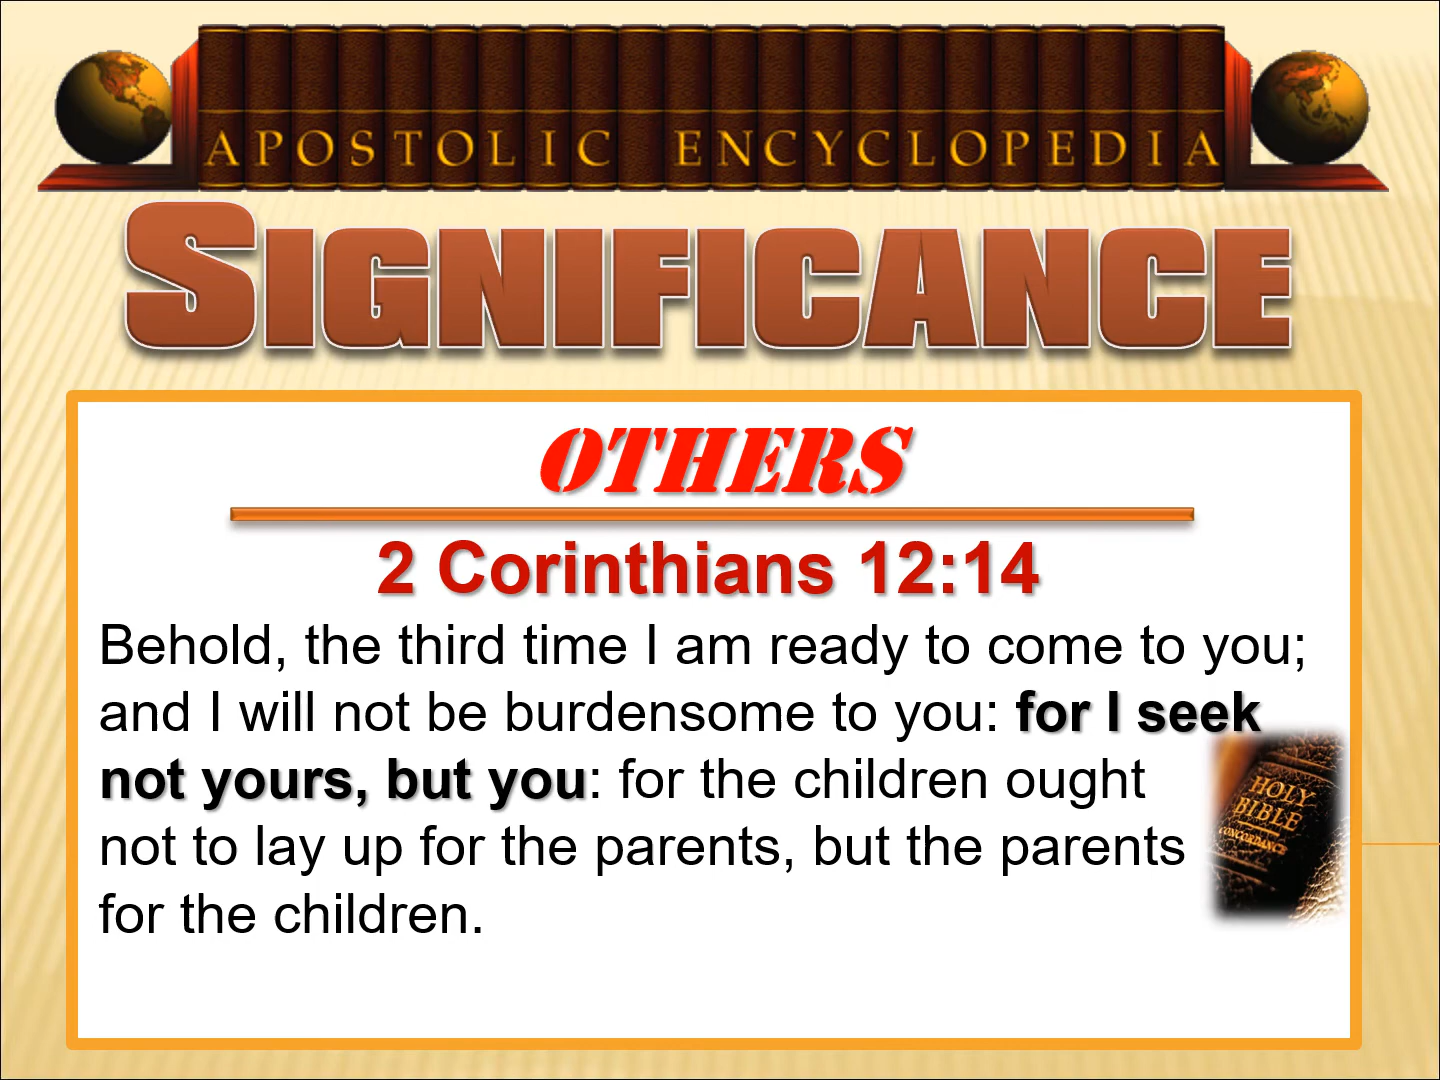 APOSTOLIC ENCYCLOPEDIA
SIGNIFICANCE
OTHERS
2 Corinthians 12:14
Behold, the third time I am ready to come to you;
and I will not be burdensome to you: for I seek
not yours, but you: for the children ought
not to lay up for the parents, but the parents
for the children.
HOLY
BIBLE
CONCORDANCE